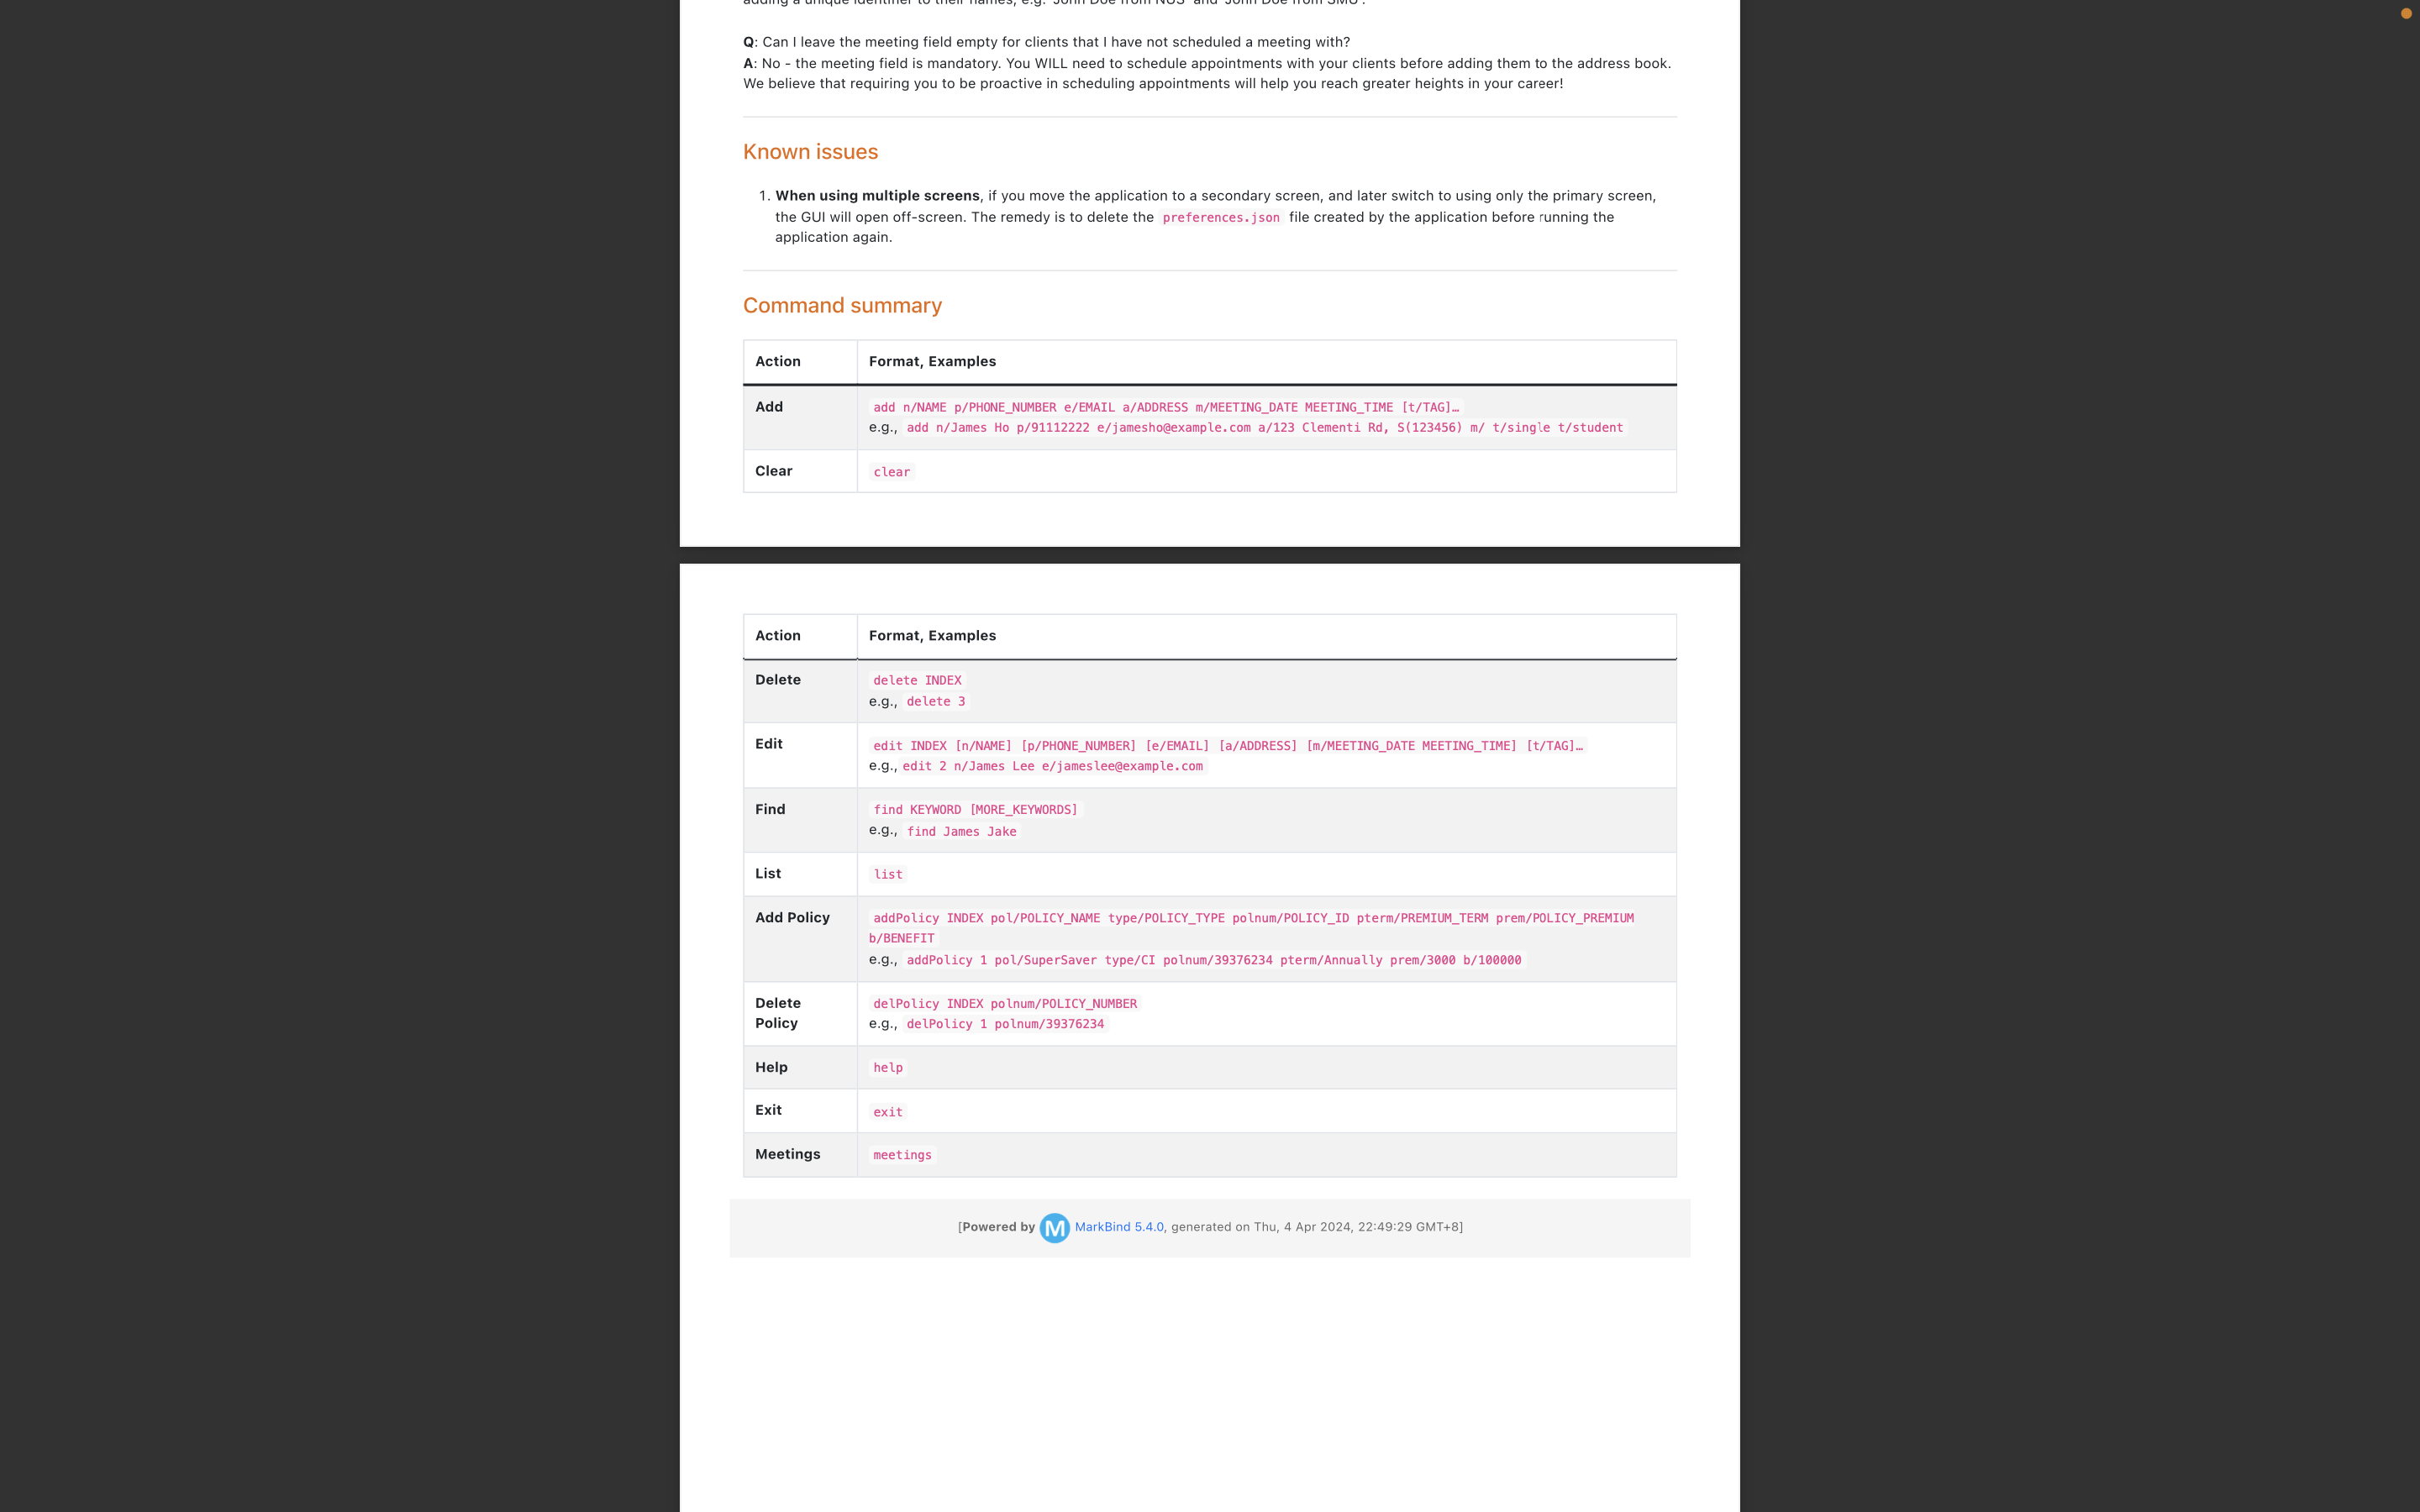 adding a unique identifier to their names, e.g. 'John Doe from NUS' and 'John Doe from SMU'.
Q: Can I leave the meeting field empty for clients that I have not scheduled a meeting with?
A: No - the meeting field is mandatory. You WILL need to schedule appointments with your clients before adding them to the address book.
We believe that requiring you to be proactive in scheduling appointments will help you reach greater heights in your career!
Known issues
1. When using multiple screens, if you move the application to a secondary screen, and later switch to using only the primary screen,
the GUI will open off-screen. The remedy is to delete the preferences.json file created by the application before running the
application again.
Command summary
Action Format, Examples
Add add n/NAME p/PHONE_NUMBER e/EMAIL a/ADDRESS m/MEETING_DATE MEETING_TIME [t/TAG]…
e.g., add n/James Ho p/91112222 e/jamesho@example.com a/123 Clementi Rd, S(123456) m/ t/single t/student
Clear clear
Action Format, Examples
Delete delete INDEX
e.g., delete 3
Edit edit INDEX [n/NAME] [p/PHONE_NUMBER] [e/EMAIL] [a/ADDRESS] [m/MEETING_DATE MEETING_TIME] [t/TAG]…
e.g., edit 2 n/James Lee e/jameslee@example.com
Find find KEYWORD [MORE_KEYWORDS]
e.g., find James Jake
List list
Add Policy addPolicy INDEX pol/POLICY_NAME type/POLICY_TYPE polnum/POLICY_ID pterm/PREMIUM_TERM prem/POLICY_PREMIUM
b/BENEFIT
e.g., addPolicy 1 pol/SuperSaver type/CI polnum/39376234 pterm/Annually prem/3000 b/100000
Delete delPolicy INDEX polnum/POLICY_NUMBER
Policy e.g., delPolicy 1 polnum/39376234
Help help
Exit exit
Meetings meetings
[Powered by M MarkBind 5.4.0, generated on Thu, 4 Apr 2024, 22:49:29 GMT+8]